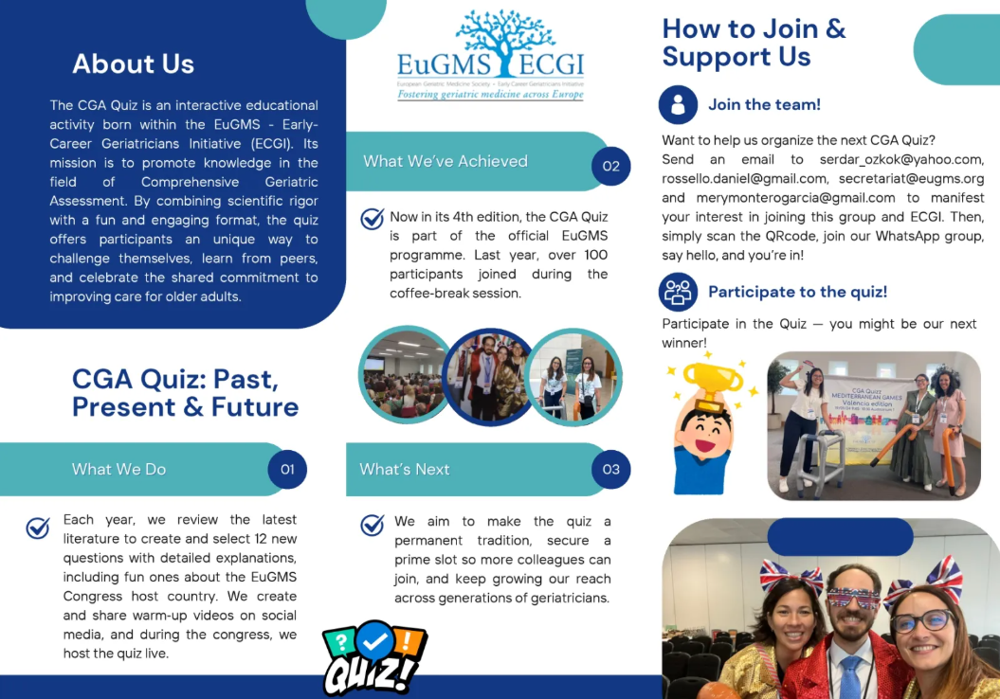 About Us
The CGA Quiz is an interactive educational
activity born within the EuGMS - Early-
Career Geriatricians Initiative (ECGI). Its
mission is to promote knowledge in the
field of Comprehensive Geriatric
Assessment. By combining scientific rigor
with a fun and engaging format, the quiz
offers participants an unique way to
challenge themselves, learn from peers,
and celebrate the shared commitment to
improving care for older adults.
CGA Quiz: Past,
Present & Future
What We Do
01
Each year, we review the latest
literature to create and select 12 new
questions with detailed explanations,
including fun ones about the EuGMS
Congress host country. We create
and share warm-up videos on social
media, and during the congress, we
host the quiz live.
EuGMS ECGI
European Geriatric Medicine Society - Early Career Geriatricians Initiative
Fostering geriatric medicine across Europe
What We've Achieved
02
Now in its 4th edition, the CGA Quiz
is part of the official EuGMS
programme. Last year, over 100
participants joined during the
coffee-break session.
What's Next
03
We aim to make the quiz a
permanent tradition, secure a
prime slot so more colleagues can
join, and keep growing our reach
across generations of geriatricians.
? !
QUIZ!
How to Join &
Support Us
Join the team!
Want to help us organize the next CGA Quiz?
Send an email to serdar_ozkok@yahoo.com,
rossello.daniel@gmail.com, secretariat@eugms.org
and merymonterogarcia@gmail.com to manifest
your interest in joining this group and ECGI. Then,
simply scan the QRcode, join our WhatsApp group,
say hello, and you're in!
Participate to the quiz!
Participate in the Quiz — you might be our next
winner!
CGA Quizz
MEDITERRANEAN GAMES
Valencia edition